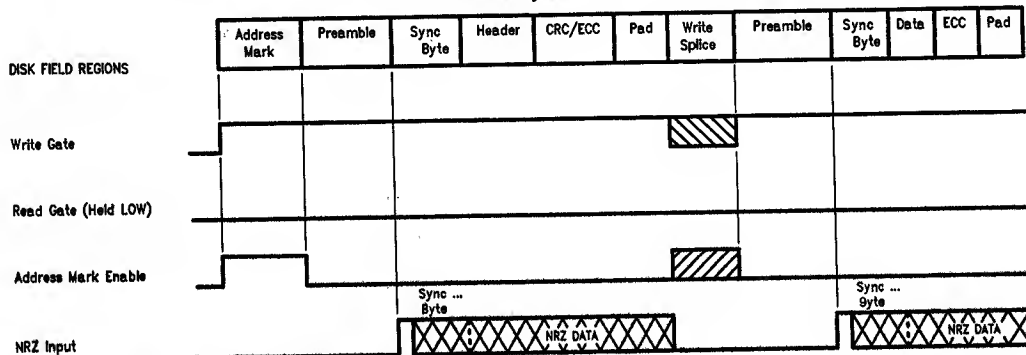 Address Mark
Preamble
Sync Byte
Header
CRC/ECC
Pad
Write Splice
Preamble
Sync Byte
Data
ECC
Pad
DISK FIELD REGIONS
Write Gate
Read Gate (Held LOW)
Address Mark Enable
Sync ...
Byte
Sync ...
9yte
NRZ Input
NRZ DATA
NRZ DATA